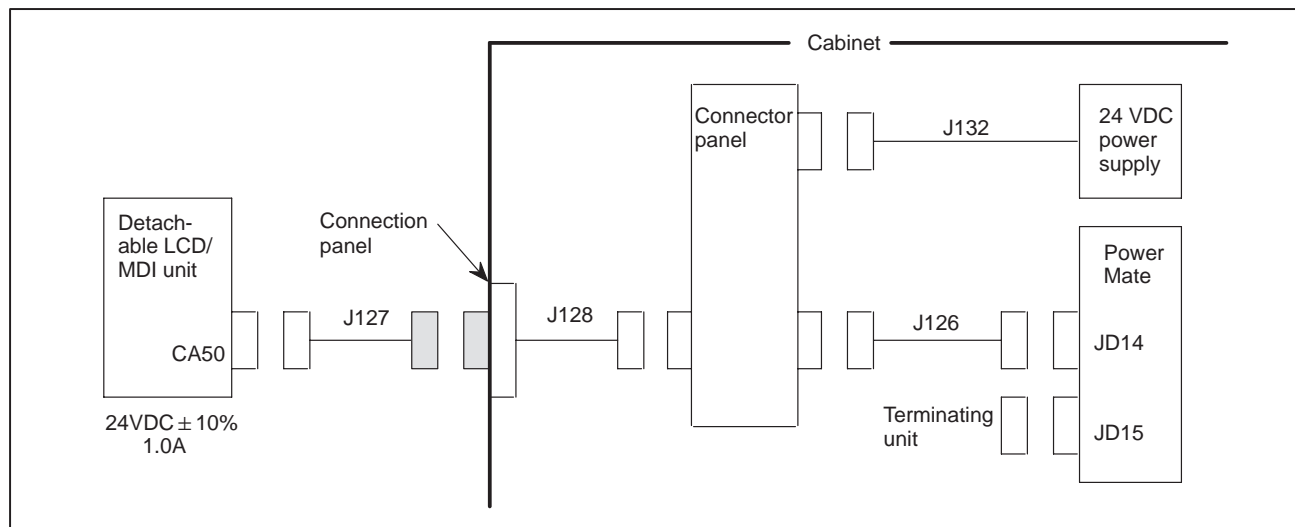 Cabinet
Connector
panel
J132
24 VDC
power
supply
Detach-
able LCD/
MDI unit
CA50
24VDC ± 10%
1.0A
Connection
panel
J127
J128
J126
Power
Mate
JD14
JD15
Terminating
unit